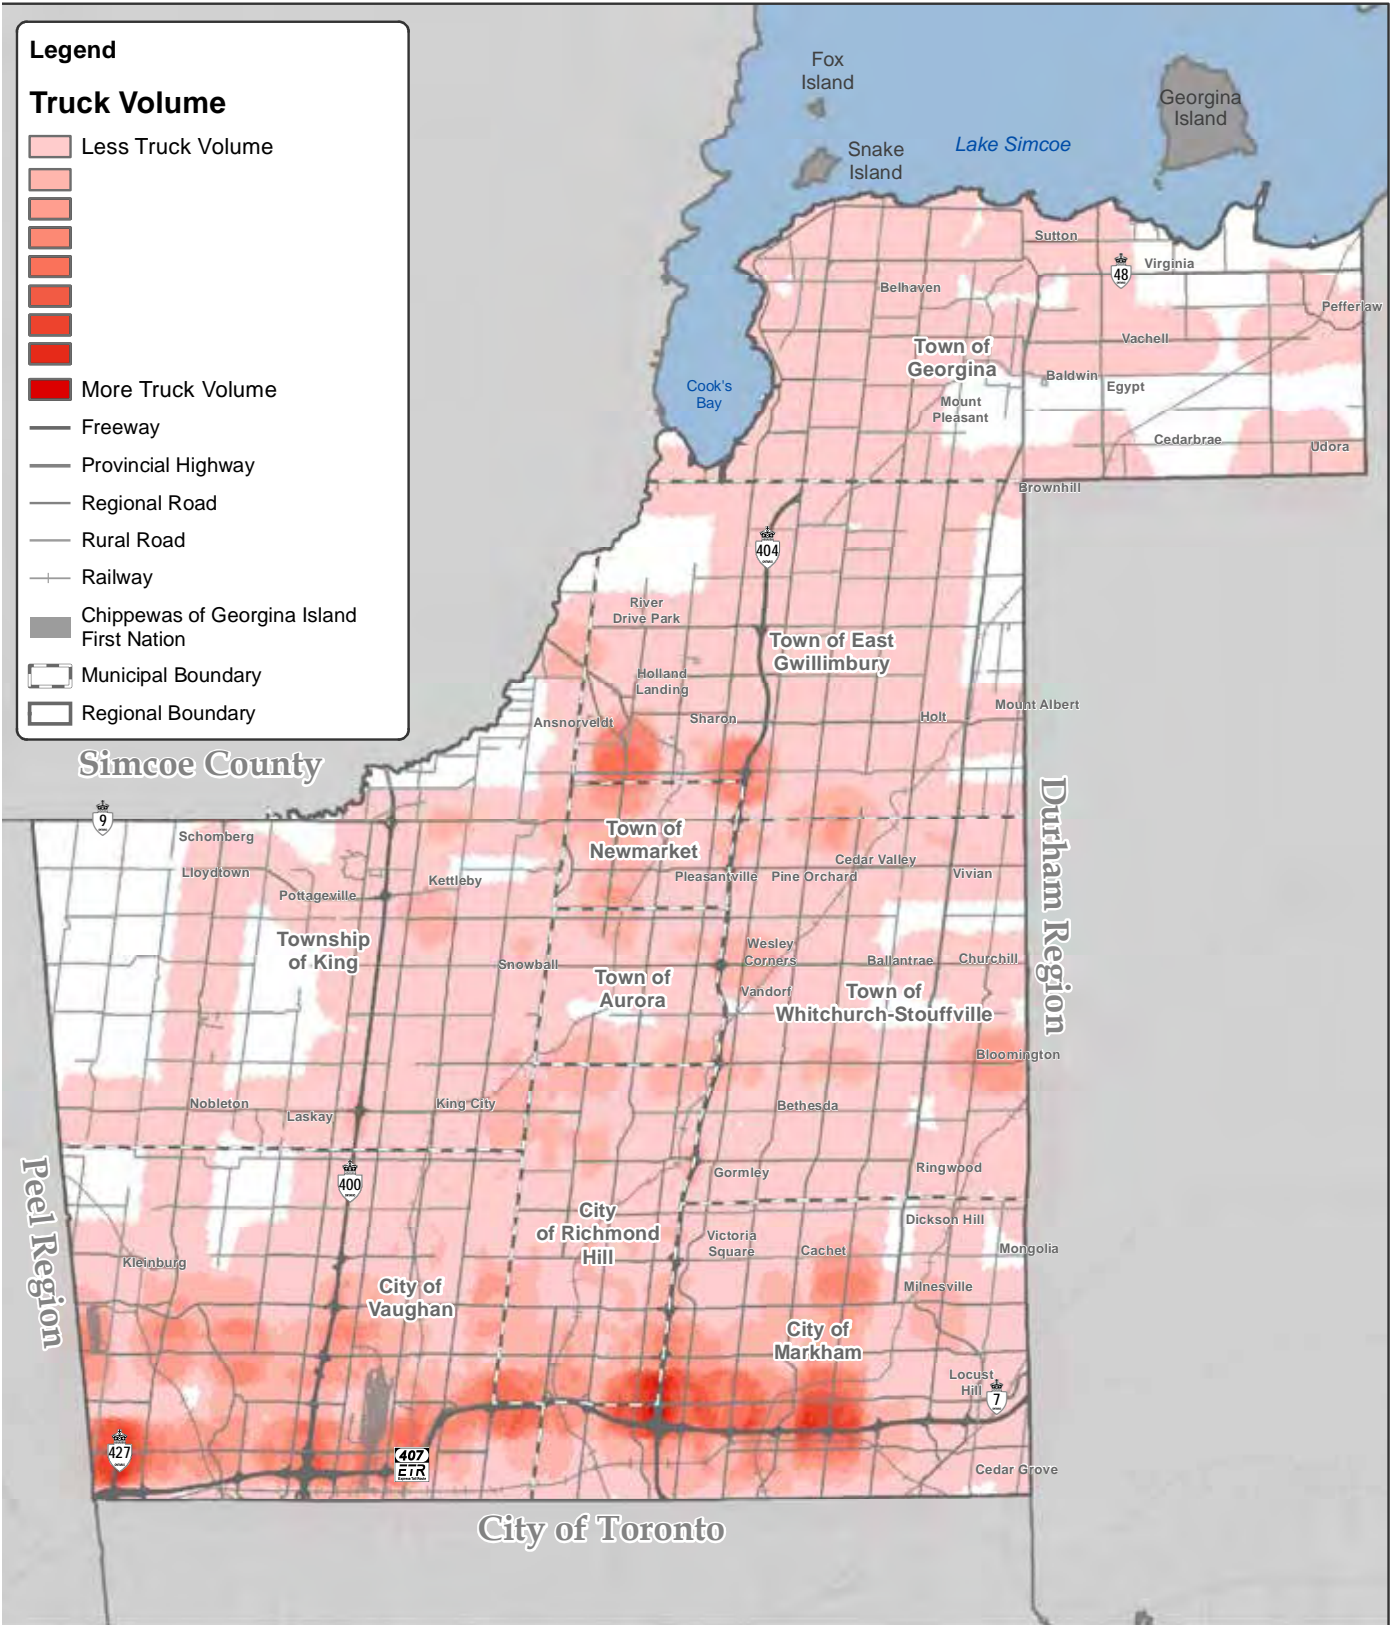 Legend
Truck Volume
Less Truck Volume
More Truck Volume
Freeway
Provincial Highway
Regional Road
Rural Road
Railway
Chippewas of Georgina Island
First Nation
Municipal Boundary
Regional Boundary
Fox
Island
Georgina
Island
Snake
Island
Lake Simcoe
Sutton
48
Virginia
Belhaven
Pefferlaw
Town of
Georgina
Vachell
Cook's
Bay
Baldwin
Egypt
Mount
Pleasant
Cedarbrae
Udora
Brownhill
404
River
Drive Park
Town of East
Gwillimbury
Holland
Landing
Mount Albert
Ansnorveldt
Sharon
Holt
Simcoe County
Durham Region
9
Schomberg
Town of
Newmarket
Lloydtown
Kettleby
Cedar Valley
Pottageville
Pleasantville
Pine Orchard
Vivian
Township
of King
Wesley
Corners
Snowball
Ballantrae
Churchill
Town of
Aurora
Vandorf
Town of
Whitchurch-Stouffville
Bloomington
Nobleton
Laskay
King City
Bethesda
Peel Region
400
Gormley
Ringwood
City
of Richmond
Hill
Dickson Hill
Victoria
Square
Cachet
Mongolia
Kleinburg
City of
Vaughan
Milnesville
City of
Markham
Locust
Hill
7
427
407
ETR
Cedar Grove
City of Toronto